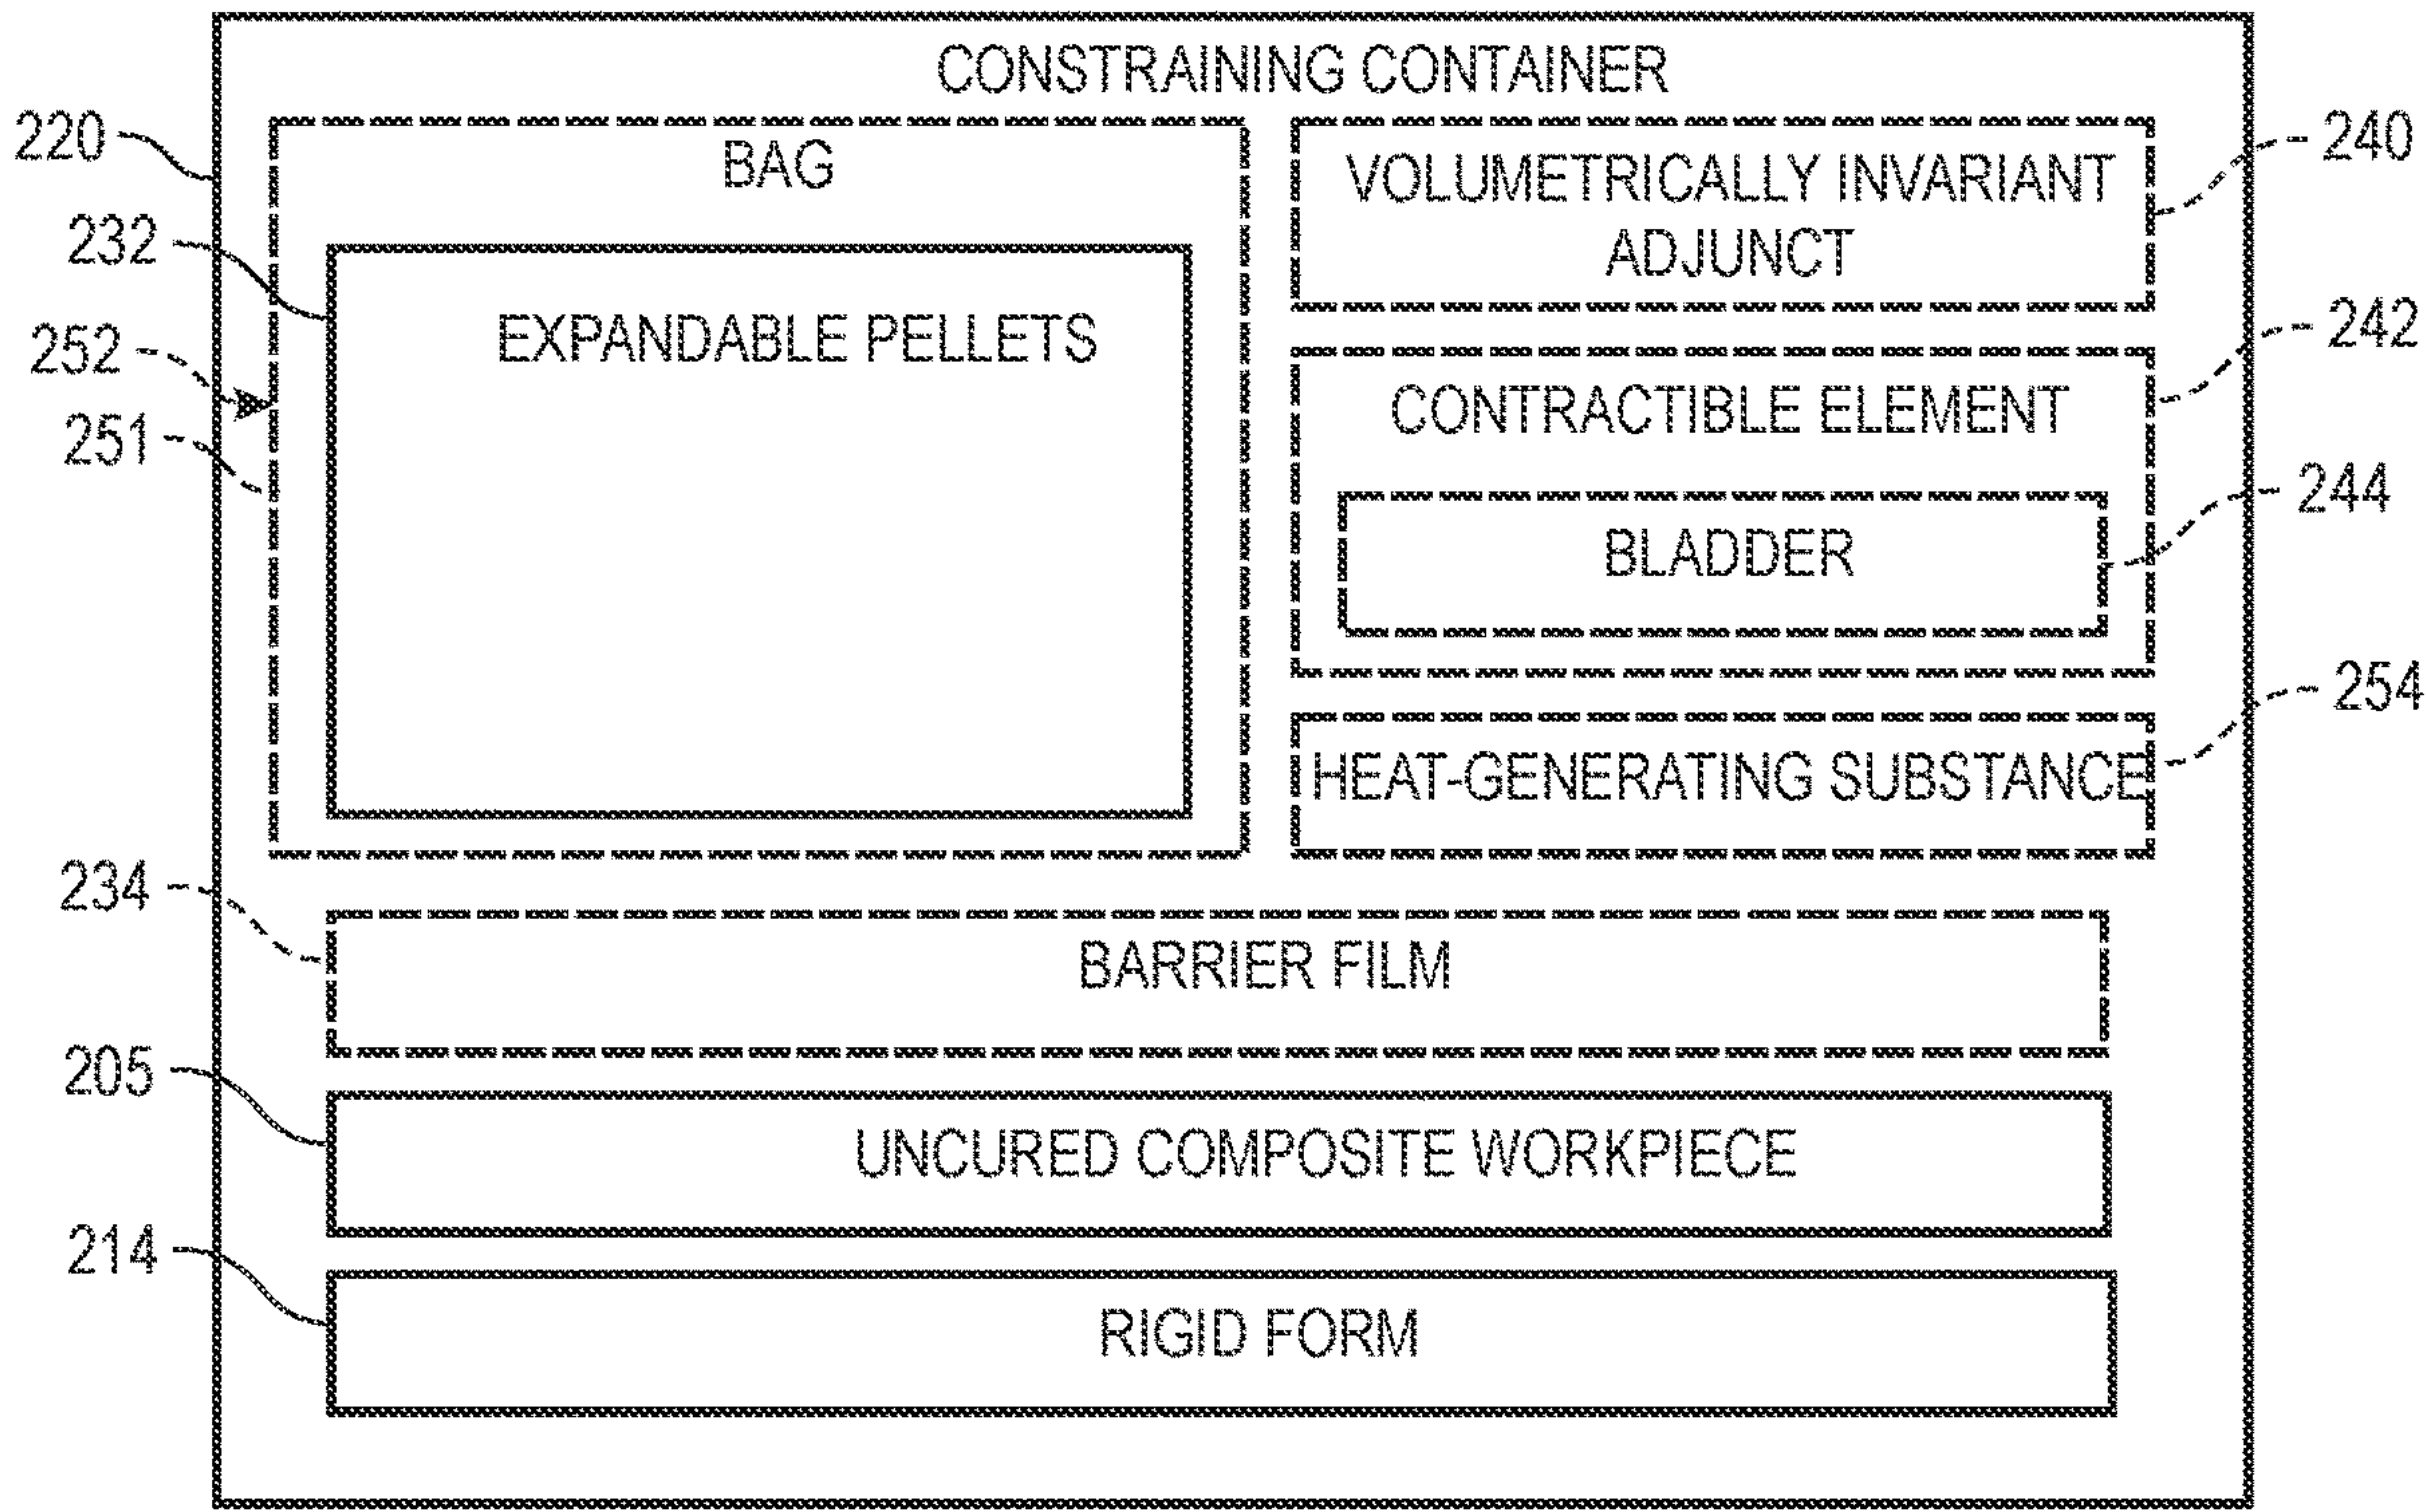 CONSTRAINING CONTAINER
220
BAG
232
EXPANDABLE PELLETS
252
251
VOLUMETRICALLY INVARIANT
ADJUNCT
240
CONTRACTIBLE ELEMENT
242
BLADDER
244
HEAT-GENERATING SUBSTANCE
254
234
BARRIER FILM
205
UNCURED COMPOSITE WORKPIECE
214
RIGID FORM